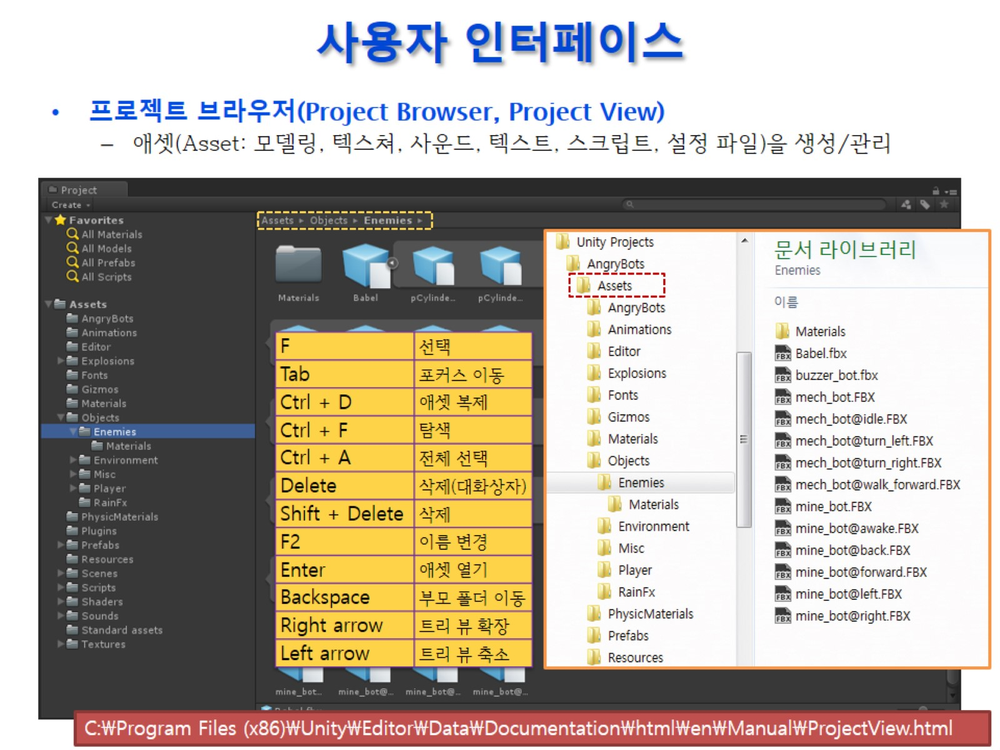 사용자 인터페이스
• 프로젝트 브라우저(Project Browser, Project View)
– 애셋(Asset: 모델링, 텍스쳐, 사운드, 텍스트, 스크립트, 설정 파일)을 생성/관리
Project
Create
Favorites
All Materials
All Models
All Prefabs
All Scripts
Assets
AngryBots
Animations
Editor
Explosions
Fonts
Gizmos
Materials
Objects
Enemies
Materials
Environment
Misc
Player
RainFx
PhysicMaterials
Plugins
Prefabs
Resources
Scenes
Scripts
Shaders
Sounds
Standard assets
Textures
Assets ▸ Objects ▸ Enemies ▸
Materials Babel pCylinde... pCylinde...
F 선택
Tab 포커스 이동
Ctrl + D 애셋 복제
Ctrl + F 탐색
Ctrl + A 전체 선택
Delete 삭제(대화상자)
Shift + Delete 삭제
F2 이름 변경
Enter 애셋 열기
Backspace 부모 폴더 이동
Right arrow 트리 뷰 확장
Left arrow 트리 뷰 축소
mine_bot... mine_bot@... mine_bot@... mine_bot@...
Unity Projects
AngryBots
Assets
AngryBots
Animations
Editor
Explosions
Fonts
Gizmos
Materials
Objects
Enemies
Materials
Environment
Misc
Player
RainFx
PhysicMaterials
Prefabs
Resources
문서 라이브러리
Enemies
이름
Materials
Babel.fbx
buzzer_bot.fbx
mech_bot.FBX
mech_bot@idle.FBX
mech_bot@turn_left.FBX
mech_bot@turn_right.FBX
mech_bot@walk_forward.FBX
mine_bot.FBX
mine_bot@awake.FBX
mine_bot@back.FBX
mine_bot@forward.FBX
mine_bot@left.FBX
mine_bot@right.FBX
C:₩Program Files (x86)₩Unity₩Editor₩Data₩Documentation₩html₩en₩Manual₩ProjectView.html